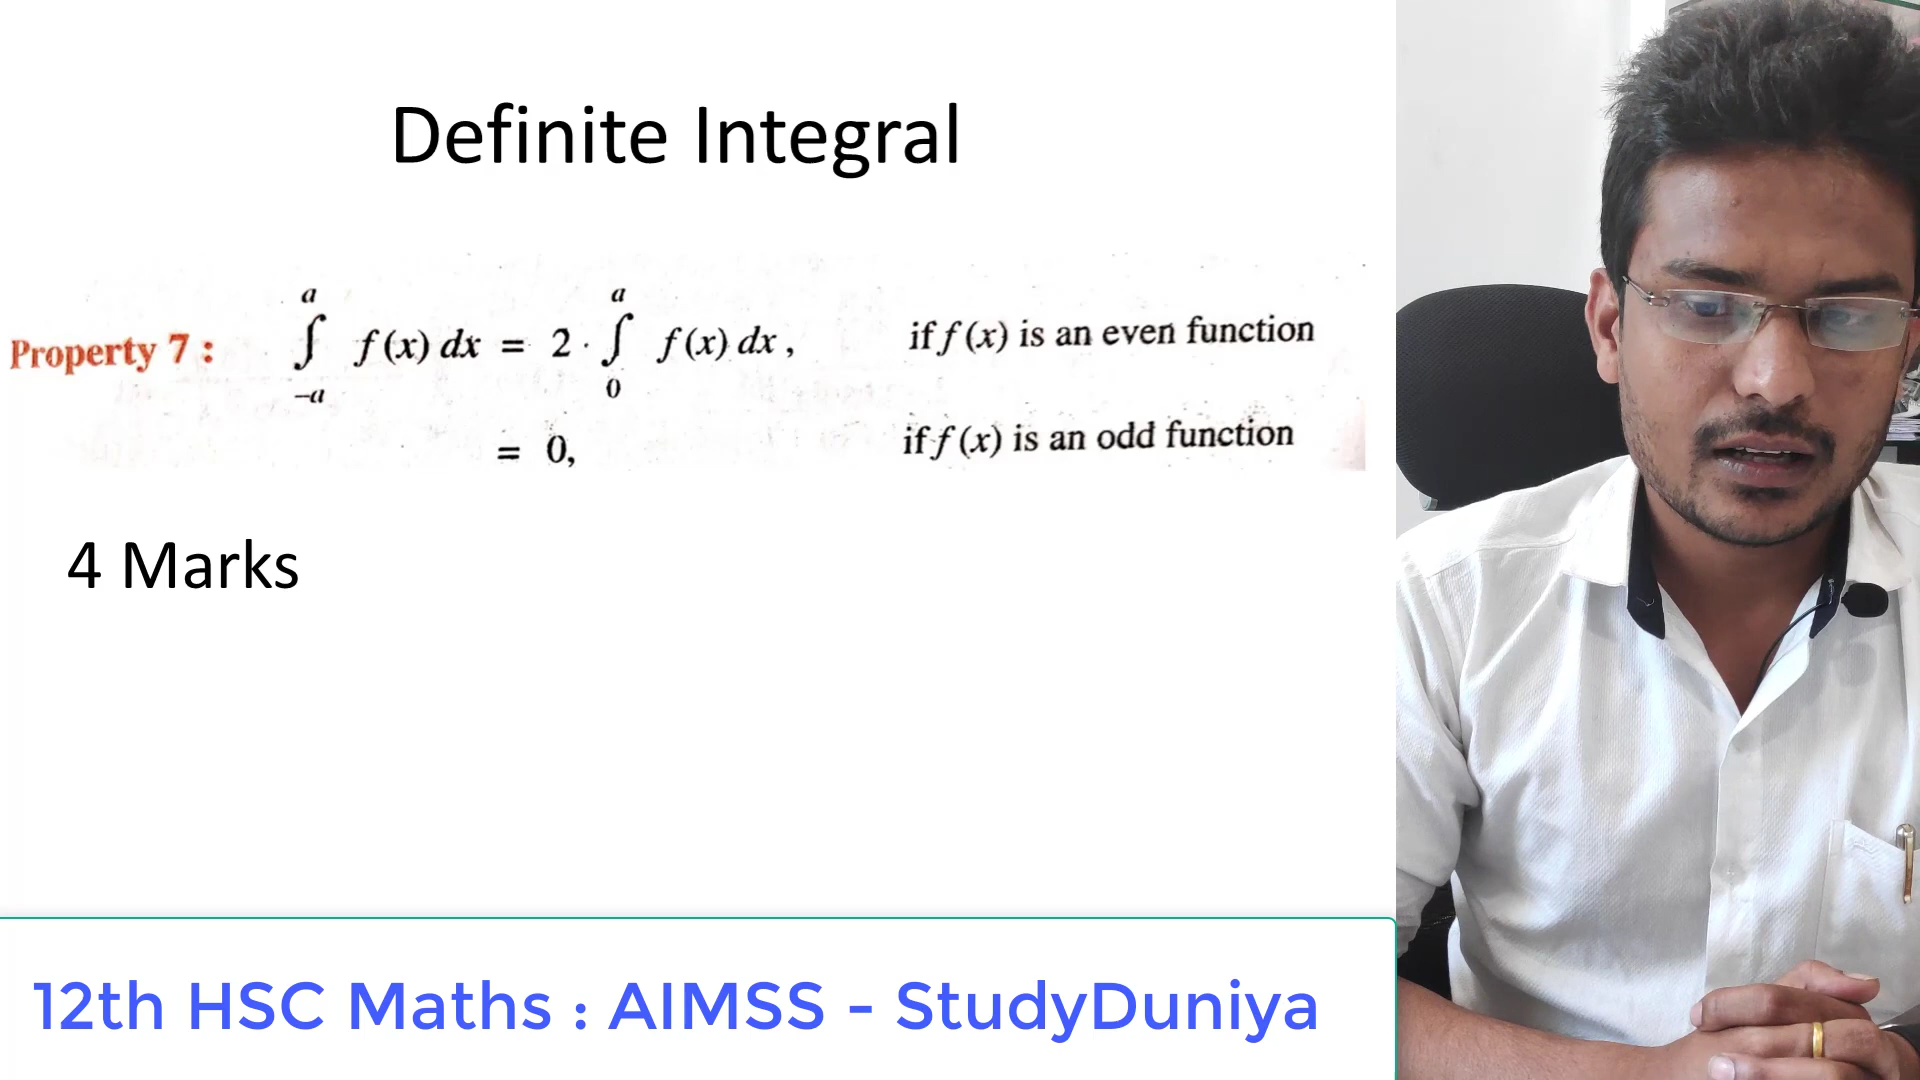 Definite Integral
Property 7 : ∫_{-a}^{a} f(x) dx = 2 · ∫_{0}^{a} f(x) dx , if f(x) is an even function
= 0, if f(x) is an odd function
4 Marks
12th HSC Maths : AIMSS - StudyDuniya